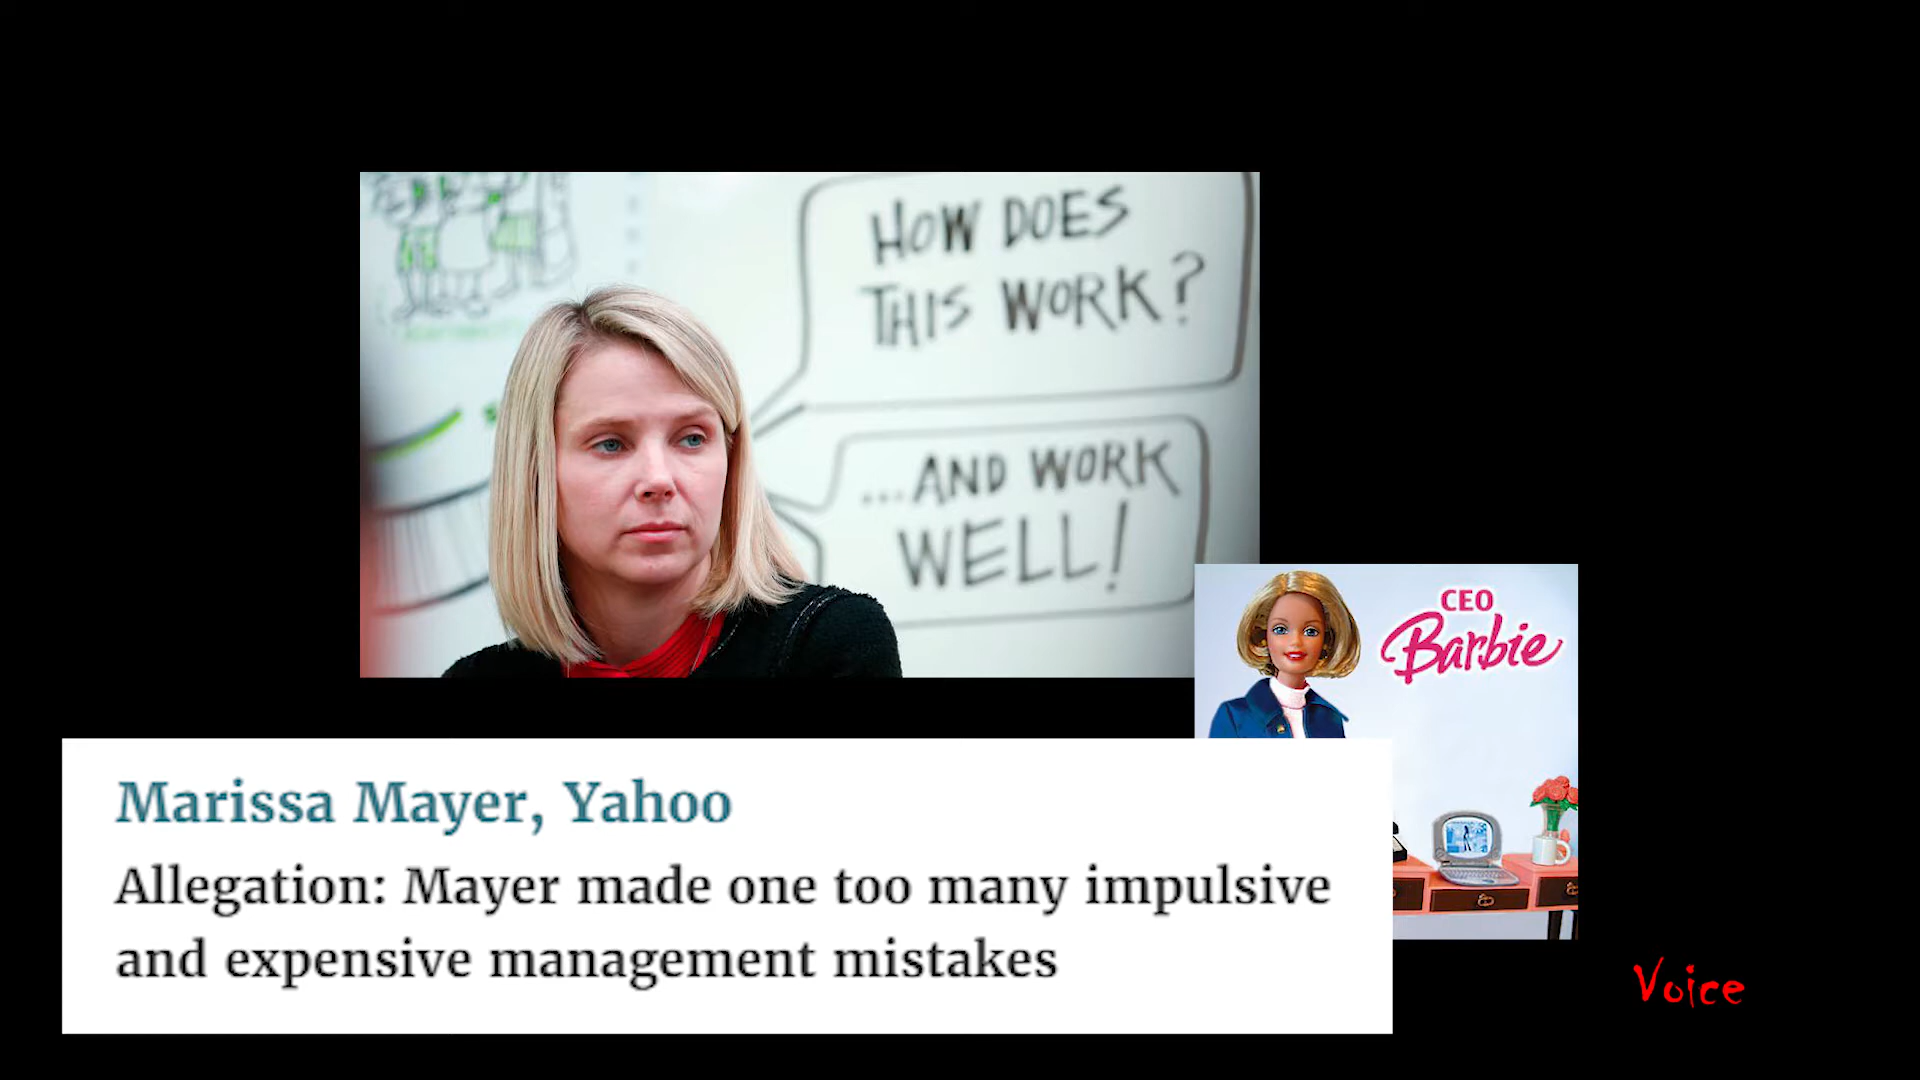 HOW DOES
THIS WORK?
...AND WORK
WELL!
CEO
Barbie
Marissa Mayer, Yahoo
Allegation: Mayer made one too many impulsive
and expensive management mistakes
Voice